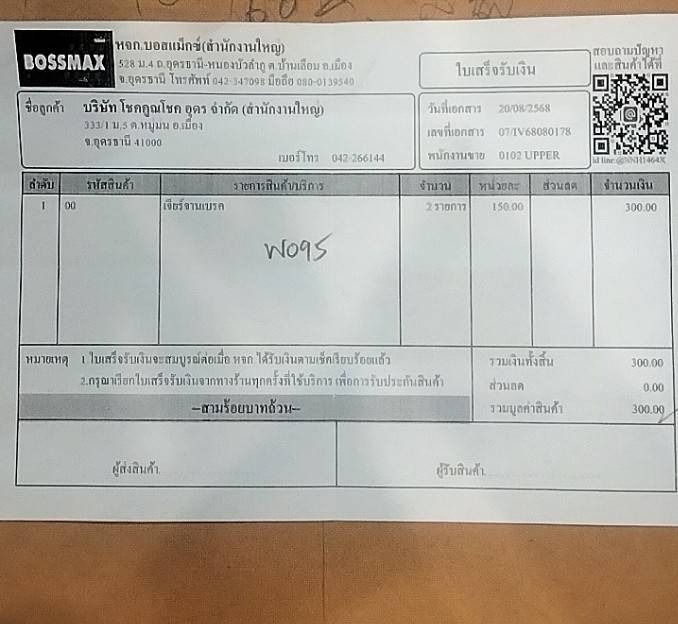 BOSSMAX
หจก.บอสแม็กซ์(สำนักงานใหญ่)
528 ม.4 ถ.อุดรธานี-หนองบัวลำภู ต.บ้านเลื่อม อ.เมือง
จ.อุดรธานี โทรศัพท์ 042-347098 มือถือ 080-0139540
ใบเสร็จรับเงิน
สอบถามปัญหา
และสินค้าได้ที่
id line:@NNH1464X
ชื่อลูกค้า บริษัท โชคคูณโชค อุดร จำกัด (สำนักงานใหญ่)
333/1 ม.5 ต.หมูม่น อ.เมือง
จ.อุดรธานี 41000
เบอร์โทร 042-266144
วันที่เอกสาร 20/08/2568
เลขที่เอกสาร 07/IV68080178
พนักงานขาย 0102 UPPER
ลำดับ รหัสสินค้า รายการสินค้า/บริการ จำนวน หน่วยละ ส่วนลด จำนวนเงิน
1 00 เจียร์จานเบรค 2 รายการ 150.00 300.00
W095
หมายเหตุ 1.ใบเสร็จรับเงินจะสมบูรณ์ต่อเมื่อ หจก.ได้รับเงินตามเช็คเรียบร้อยแล้ว
2.กรุณาเรียกใบเสร็จรับเงินจากทางร้านทุกครั้งที่ใช้บริการ เพื่อการรับประกันสินค้า
--สามร้อยบาทถ้วน--
รวมเงินทั้งสิ้น 300.00
ส่วนลด 0.00
รวมมูลค่าสินค้า 300.00
ผู้ส่งสินค้า
ผู้รับสินค้า